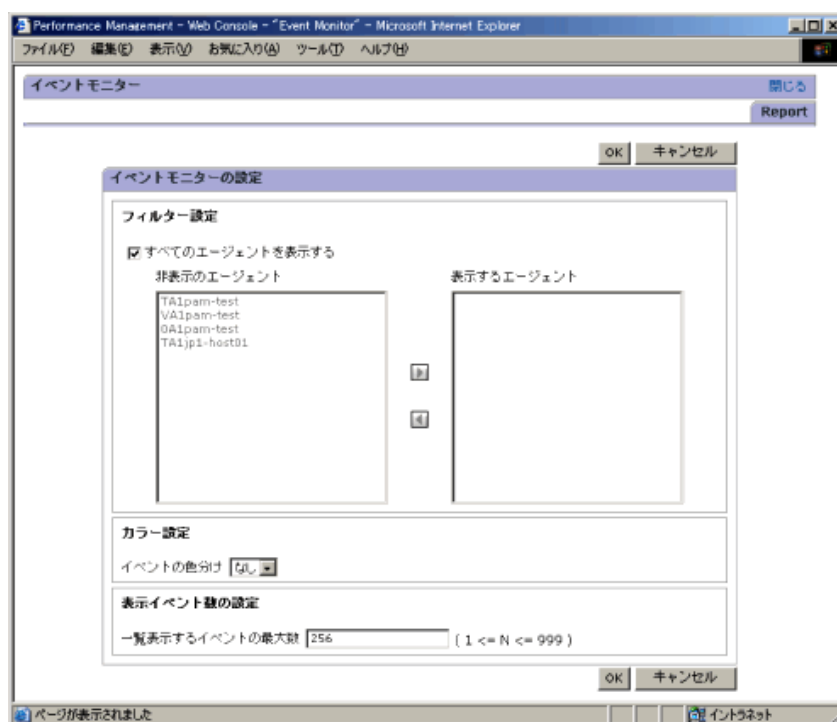 Performance Management - Web Console - "Event Monitor" - Microsoft Internet Explorer
ファイル(F) 編集(E) 表示(V) お気に入り(A) ツール(T) ヘルプ(H)
イベントモニター 閉じる
Report
OK キャンセル
イベントモニターの設定
フィルター設定
すべてのエージェントを表示する
非表示のエージェント 表示するエージェント
TA1pam-test
VA1pam-test
0A1pam-test
TA1jp1-host01
カラー設定
イベントの色分け なし
表示イベント数の設定
一覧表示するイベントの最大数 256 ( 1 <= N <= 999 )
OK キャンセル
ページが表示されました イントラネット